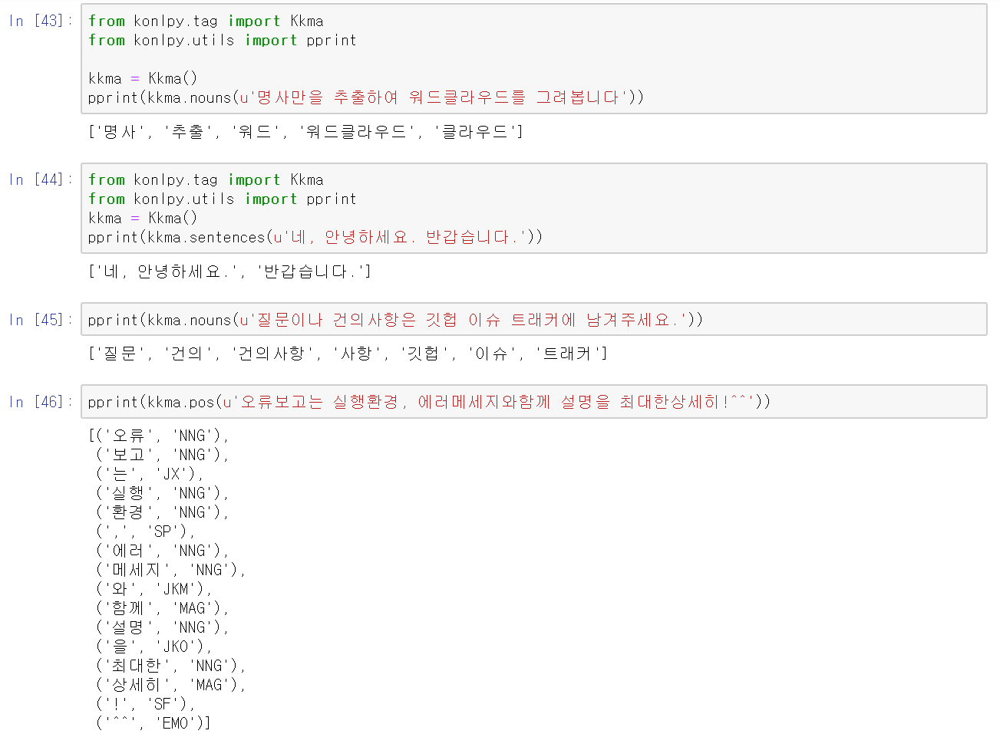 In [43]:
from konlpy.tag import Kkma
from konlpy.utils import pprint
kkma = Kkma()
pprint(kkma.nouns(u'명사만을 추출하여 워드클라우드를 그려봅니다'))
['명사', '추출', '워드', '워드클라우드', '클라우드']
In [44]:
from konlpy.tag import Kkma
from konlpy.utils import pprint
kkma = Kkma()
pprint(kkma.sentences(u'네, 안녕하세요. 반갑습니다.'))
['네, 안녕하세요.', '반갑습니다.']
In [45]:
pprint(kkma.nouns(u'질문이나 건의사항은 깃헙 이슈 트래커에 남겨주세요.'))
['질문', '건의', '건의사항', '사항', '깃헙', '이슈', '트래커']
In [46]:
pprint(kkma.pos(u'오류보고는 실행환경, 에러메세지와함께 설명을 최대한상세히!^^'))
[('오류', 'NNG'),
('보고', 'NNG'),
('는', 'JX'),
('실행', 'NNG'),
('환경', 'NNG'),
(',', 'SP'),
('에러', 'NNG'),
('메세지', 'NNG'),
('와', 'JKM'),
('함께', 'MAG'),
('설명', 'NNG'),
('을', 'JKO'),
('최대한', 'NNG'),
('상세히', 'MAG'),
('!', 'SF'),
('^^', 'EMO')]